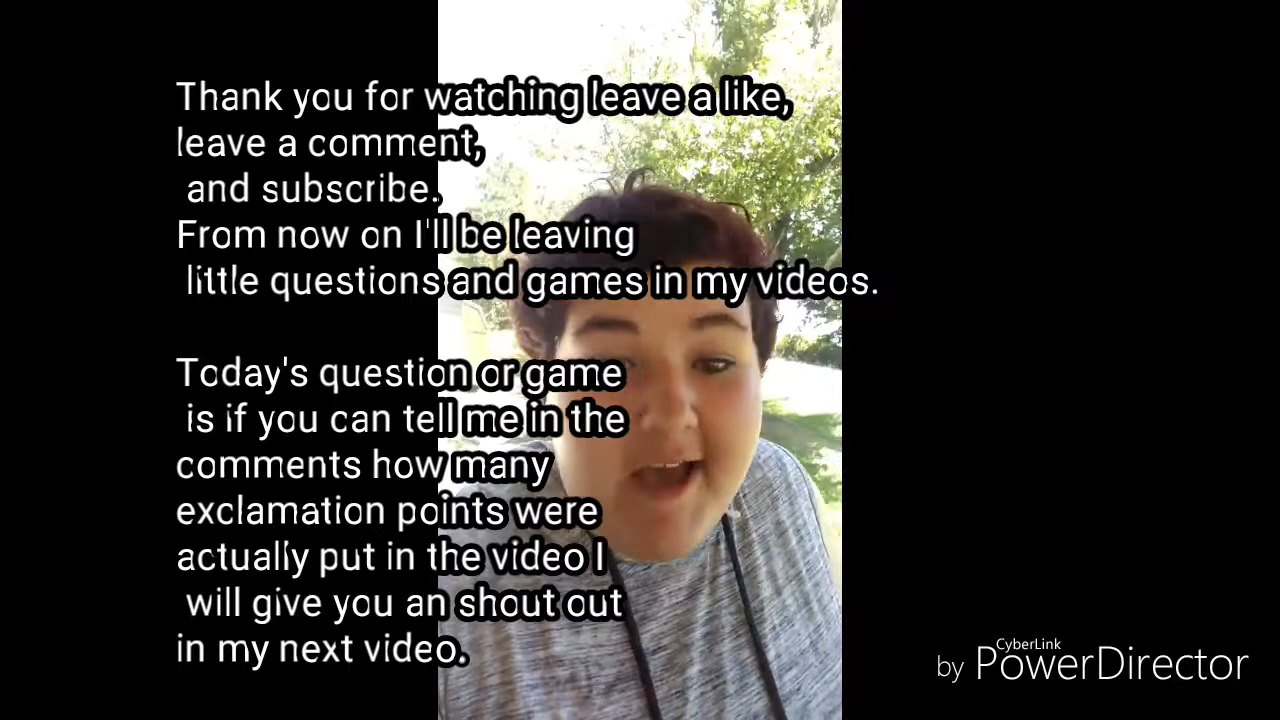 Thank you for watching leave a like,
leave a comment,
and subscribe.
From now on I'll be leaving
little questions and games in my videos.
Today's question or game
is if you can tell me in the
comments how many
exclamation points were
actually put in the video I
will give you an shout out
in my next video.
CyberLink
by PowerDirector